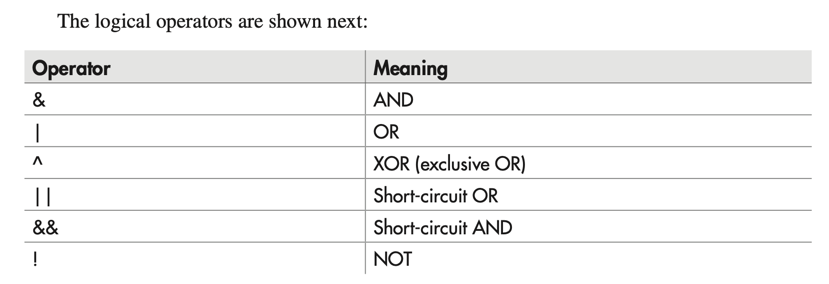 The logical operators are shown next:
Operator Meaning
& AND
| OR
^ XOR (exclusive OR)
|| Short-circuit OR
&& Short-circuit AND
! NOT